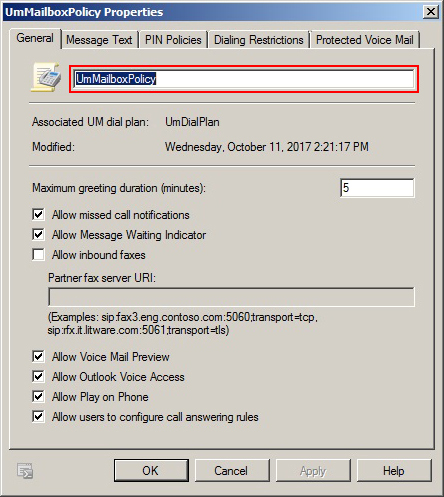 UmMailboxPolicy Properties
General Message Text PIN Policies Dialing Restrictions Protected Voice Mail
UmMailboxPolicy
Associated UM dial plan: UmDialPlan
Modified: Wednesday, October 11, 2017 2:21:17 PM
Maximum greeting duration (minutes): 5
Allow missed call notifications
Allow Message Waiting Indicator
Allow inbound faxes
Partner fax server URI:
(Examples: sip:fax3.eng.contoso.com:5060;transport=tcp,
sip:rfx.it.litware.com:5061;transport=tls)
Allow Voice Mail Preview
Allow Outlook Voice Access
Allow Play on Phone
Allow users to configure call answering rules
OK Cancel Apply Help